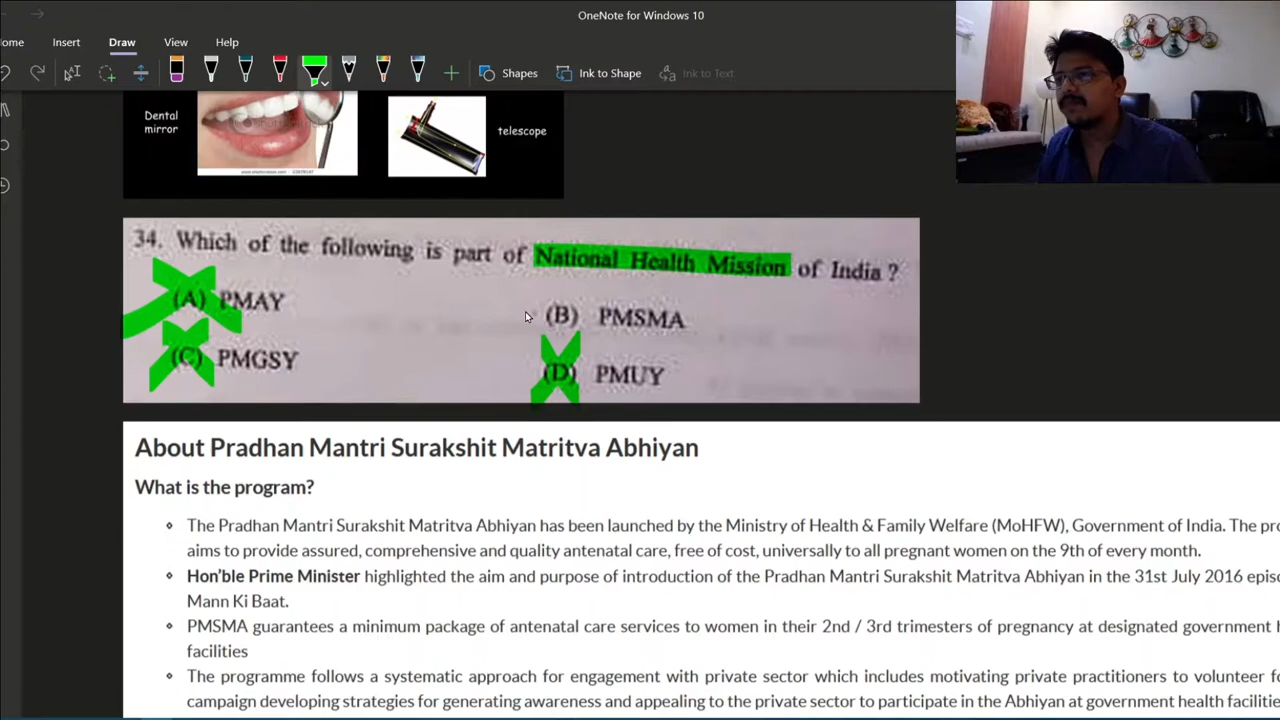 OneNote for Windows 10
ome Insert Draw View Help
Shapes Ink to Shape Ink to Text
Dental
mirror
telescope
34. Which of the following is part of National Health Mission of India ?
(A) PMAY
(B) PMSMA
(C) PMGSY
(D) PMUY
About Pradhan Mantri Surakshit Matritva Abhiyan
What is the program?
The Pradhan Mantri Surakshit Matritva Abhiyan has been launched by the Ministry of Health & Family Welfare (MoHFW), Government of India. The pro
aims to provide assured, comprehensive and quality antenatal care, free of cost, universally to all pregnant women on the 9th of every month.
Hon'ble Prime Minister highlighted the aim and purpose of introduction of the Pradhan Mantri Surakshit Matritva Abhiyan in the 31st July 2016 epis
Mann Ki Baat.
PMSMA guarantees a minimum package of antenatal care services to women in their 2nd / 3rd trimesters of pregnancy at designated government h
facilities
The programme follows a systematic approach for engagement with private sector which includes motivating private practitioners to volunteer fo
campaign developing strategies for generating awareness and appealing to the private sector to participate in the Abhiyan at government health facilitie